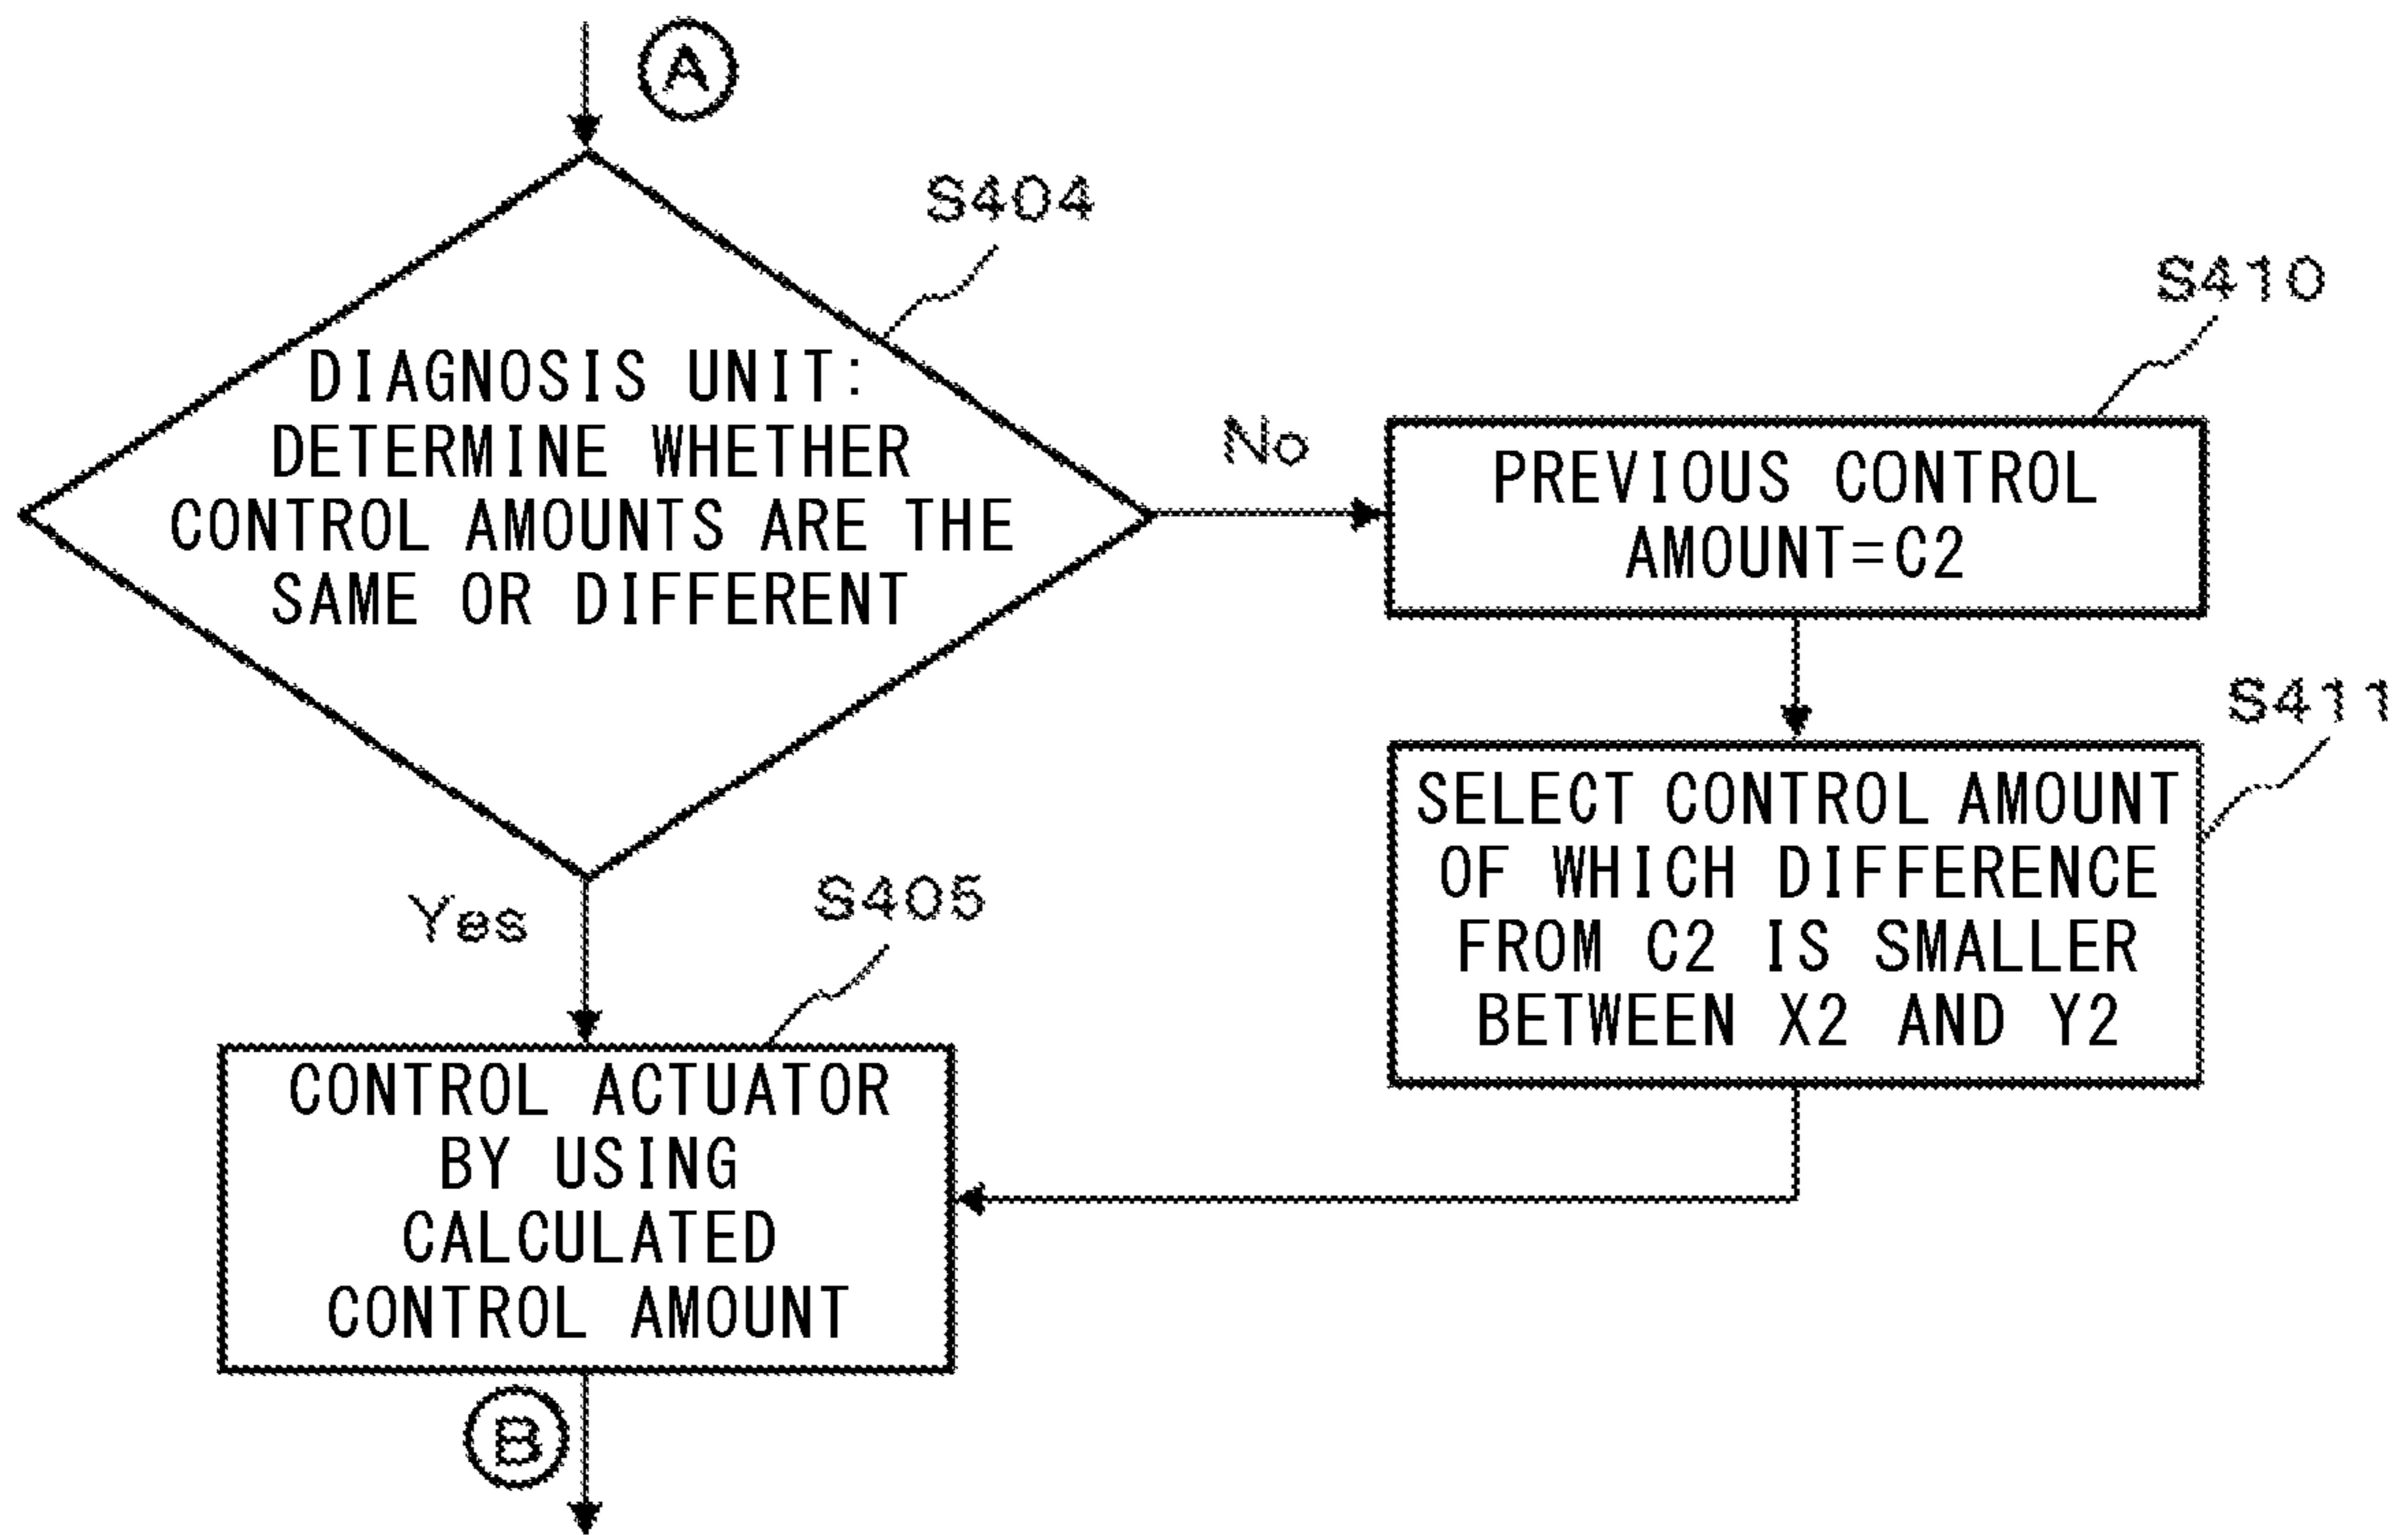 A
S404
DIAGNOSIS UNIT:
DETERMINE WHETHER
CONTROL AMOUNTS ARE THE
SAME OR DIFFERENT
No
S410
PREVIOUS CONTROL
AMOUNT=C2
S411
SELECT CONTROL AMOUNT
OF WHICH DIFFERENCE
FROM C2 IS SMALLER
BETWEEN X2 AND Y2
Yes
S405
CONTROL ACTUATOR
BY USING
CALCULATED
CONTROL AMOUNT
B